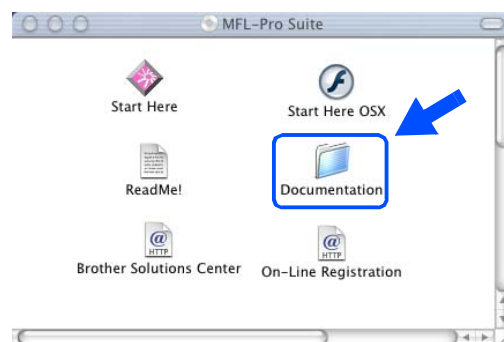 MFL-Pro Suite
Start Here
Start Here OSX
ReadMe!
Documentation
@
HTTP
Brother Solutions Center
@
HTTP
On-Line Registration